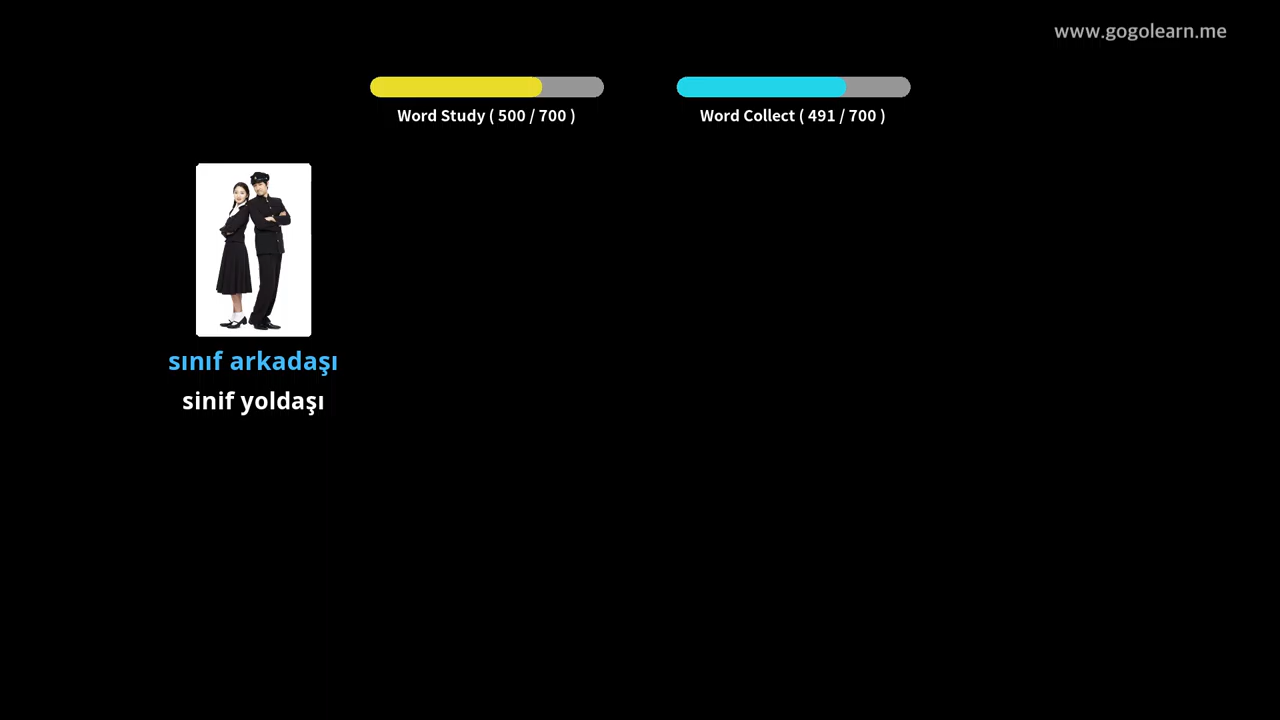 www.gogolearn.me
Word Study ( 500 / 700 )
Word Collect ( 491 / 700 )
sınıf arkadaşı
sinif yoldaşı